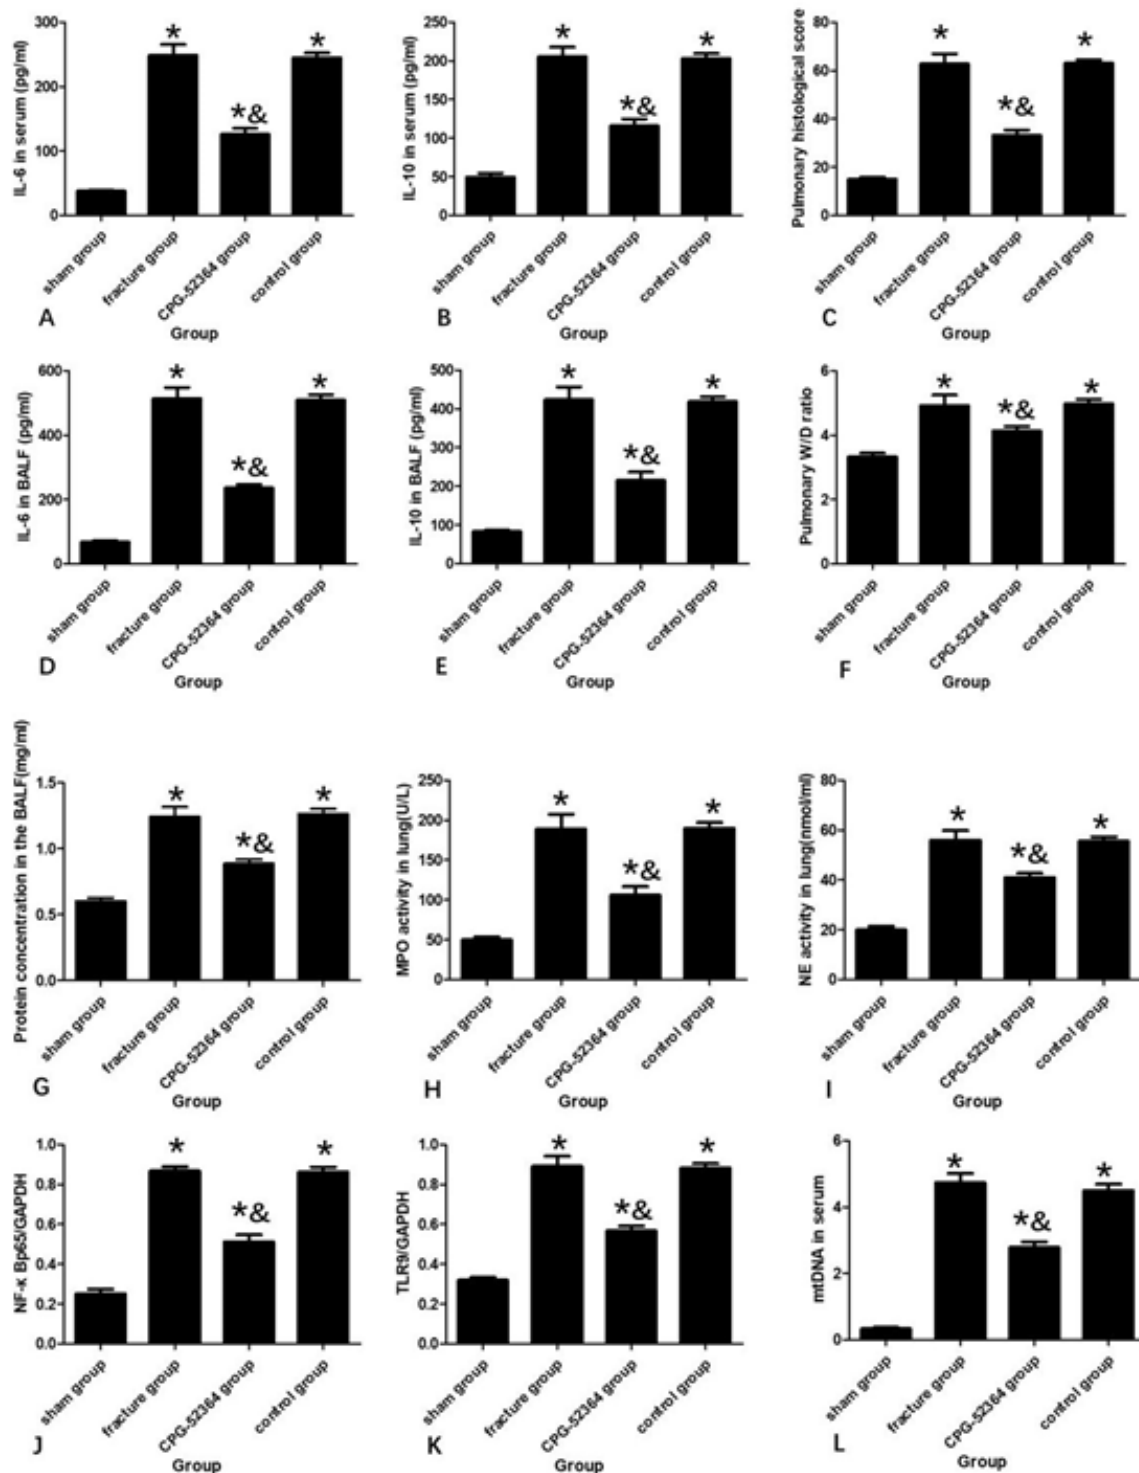 IL-6 in serum (pg/ml)
300
200
100
0
*
*&
*
sham group
fracture group
CPG-52364 group
control group
A
Group
IL-10 in serum (pg/ml)
250
200
150
100
50
0
*
*&
*
sham group
fracture group
CPG-52364 group
control group
B
Group
Pulmonary histological score
80
60
40
20
0
*
*&
*
sham group
fracture group
CPG-52364 group
control group
C
Group
IL-6 in BALF (pg/ml)
600
400
200
0
*
*&
*
sham group
fracture group
CPG-52364 group
control group
D
Group
IL-10 in BALF (pg/ml)
500
400
300
200
100
0
*
*&
*
sham group
fracture group
CPG-52364 group
control group
E
Group
Pulmonary W/D ratio
6
4
2
0
*
*&
*
sham group
fracture group
CPG-52364 group
control group
F
Group
Protein concentration in the BALF(mg/ml)
1.5
1.0
0.5
0.0
*
*&
*
sham group
fracture group
CPG-52364 group
control group
G
Group
MPO activity in lung(U/L)
250
200
150
100
50
0
*
*&
*
sham group
fracture group
CPG-52364 group
control group
H
Group
NE activity in lung(nmol/ml)
80
60
40
20
0
*
*&
*
sham group
fracture group
CPG-52364 group
control group
I
Group
NF-κ Bp65/GAPDH
1.0
0.8
0.6
0.4
0.2
0.0
*
*&
*
sham group
fracture group
CPG-52364 group
control group
J
Group
TLR9/GAPDH
1.0
0.8
0.6
0.4
0.2
0.0
*
*&
*
sham group
fracture group
CPG-52364 group
control group
K
Group
mtDNA in serum
6
4
2
0
*
*&
*
sham group
fracture group
CPG-52364 group
control group
L
Group